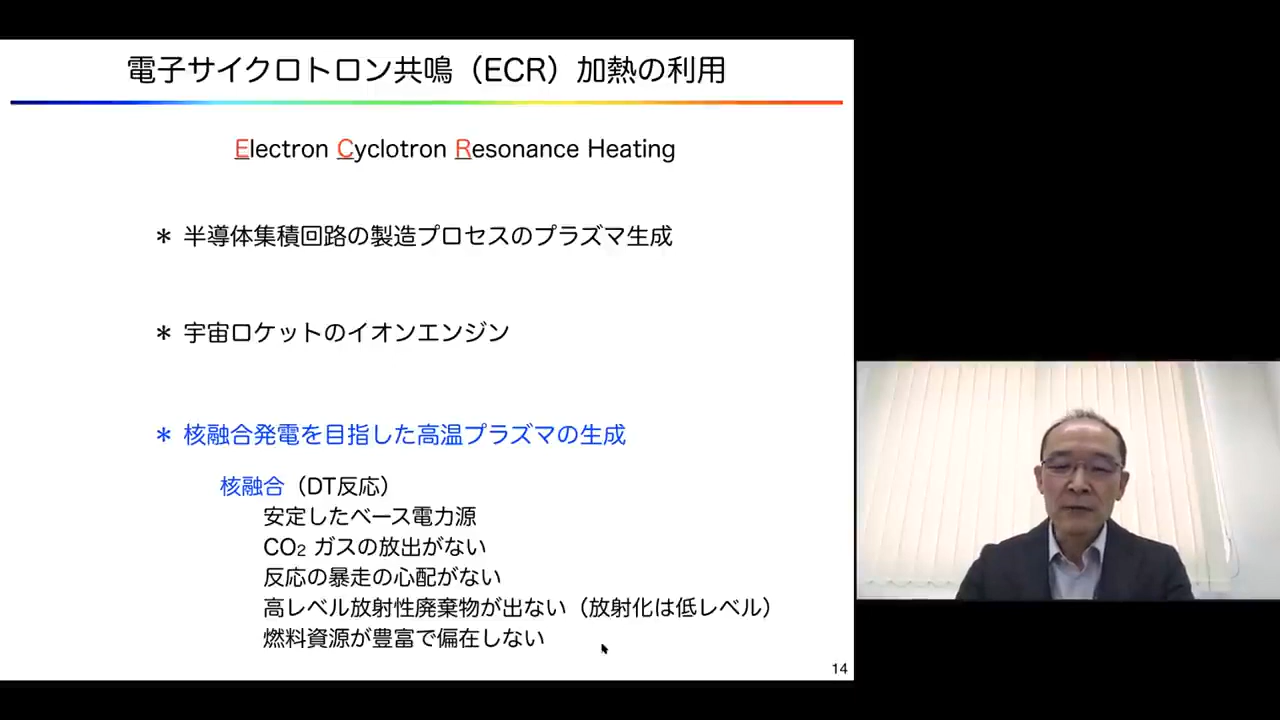 電子サイクロトロン共鳴（ECR）加熱の利用
Electron Cyclotron Resonance Heating
＊ 半導体集積回路の製造プロセスのプラズマ生成
＊ 宇宙ロケットのイオンエンジン
＊ 核融合発電を目指した高温プラズマの生成
核融合（DT反応）
安定したベース電力源
CO₂ ガスの放出がない
反応の暴走の心配がない
高レベル放射性廃棄物が出ない（放射化は低レベル）
燃料資源が豊富で偏在しない
14